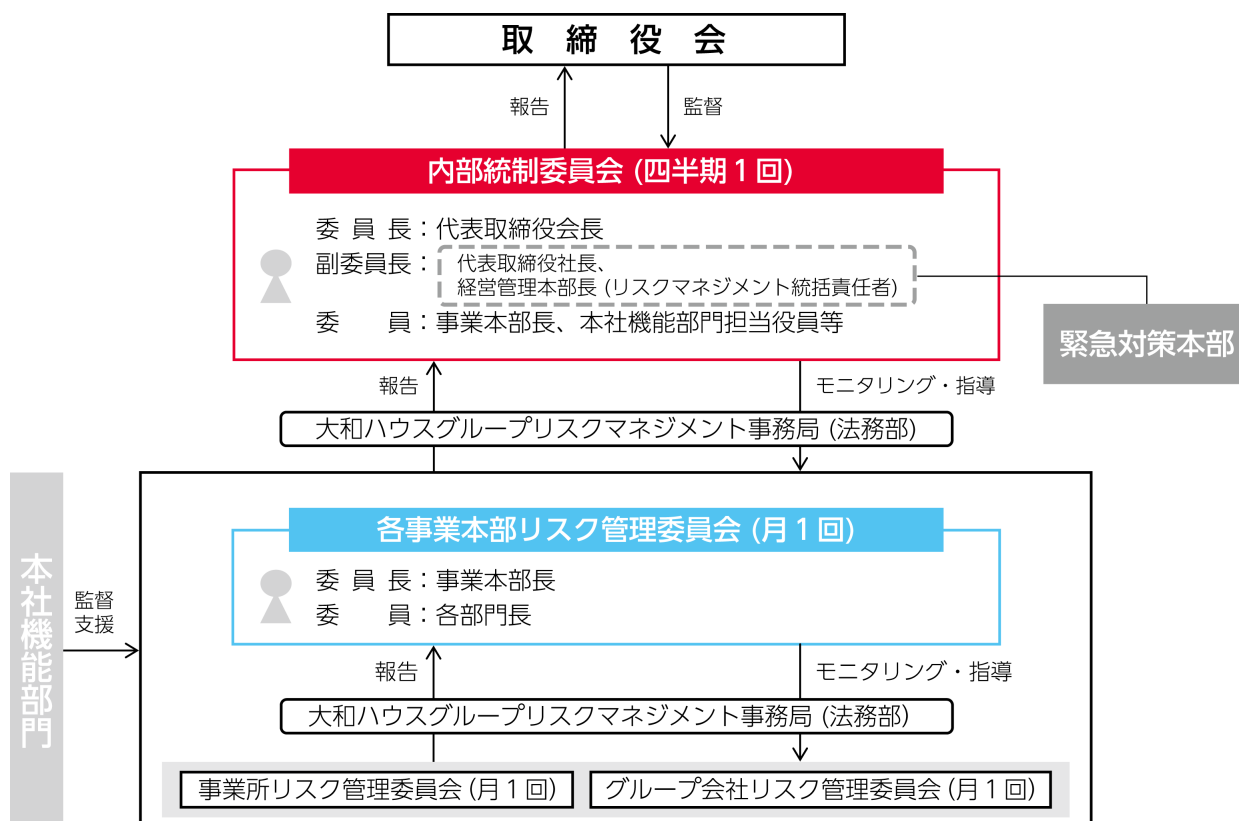 取締役会
報告
監督
内部統制委員会 (四半期1回)
委員長：代表取締役会長
副委員長：
代表取締役社長、
経営管理本部長 (リスクマネジメント統括責任者)
委員：事業本部長、本社機能部門担当役員等
緊急対策本部
報告
モニタリング・指導
大和ハウスグループリスクマネジメント事務局 (法務部)
本社機能部門
監督
支援
各事業本部リスク管理委員会 (月1回)
委員長：事業本部長
委員：各部門長
報告
モニタリング・指導
大和ハウスグループリスクマネジメント事務局 (法務部)
事業所リスク管理委員会 (月1回)
グループ会社リスク管理委員会 (月1回)